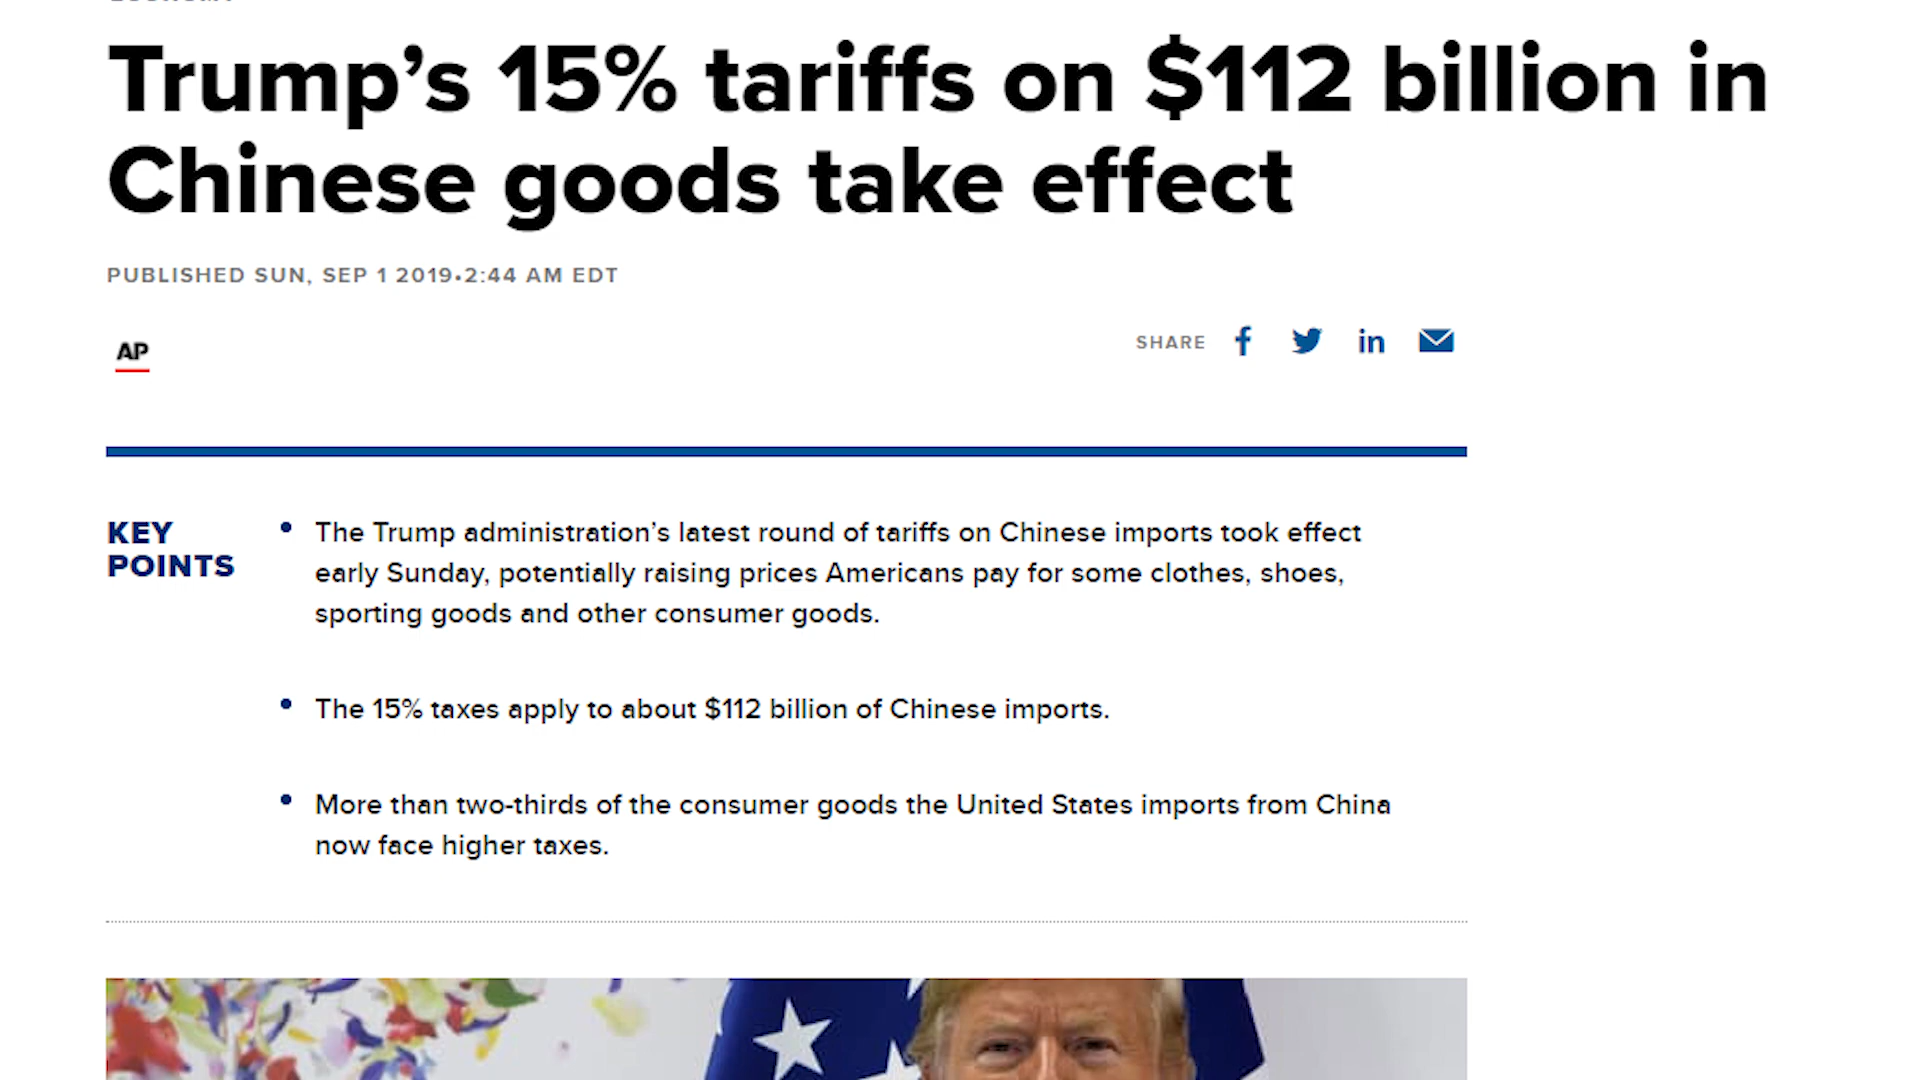 Trump’s 15% tariffs on $112 billion in
Chinese goods take effect
PUBLISHED SUN, SEP 1 2019•2:44 AM EDT
AP
SHARE
KEY
POINTS
• The Trump administration’s latest round of tariffs on Chinese imports took effect
early Sunday, potentially raising prices Americans pay for some clothes, shoes,
sporting goods and other consumer goods.
• The 15% taxes apply to about $112 billion of Chinese imports.
• More than two-thirds of the consumer goods the United States imports from China
now face higher taxes.